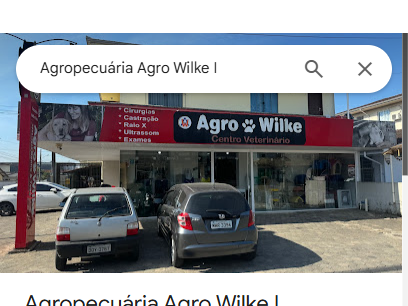 Agropecuária Agro Wilke I
* Cirurgias
* Castração
* Raio X
* Ultrassom
* Exames
Agro Wilke
Centro Veterinário
Agropecuária Agro Wilke I